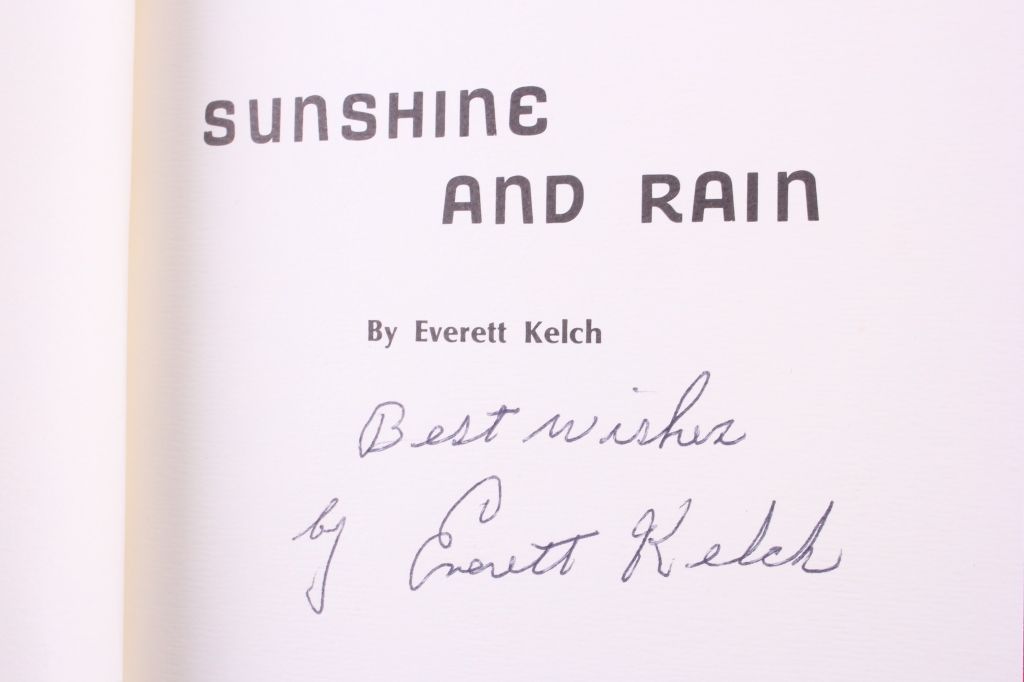 SUNSHINE
AND RAIN
By Everett Kelch
Best wishes
by Everett Kelch